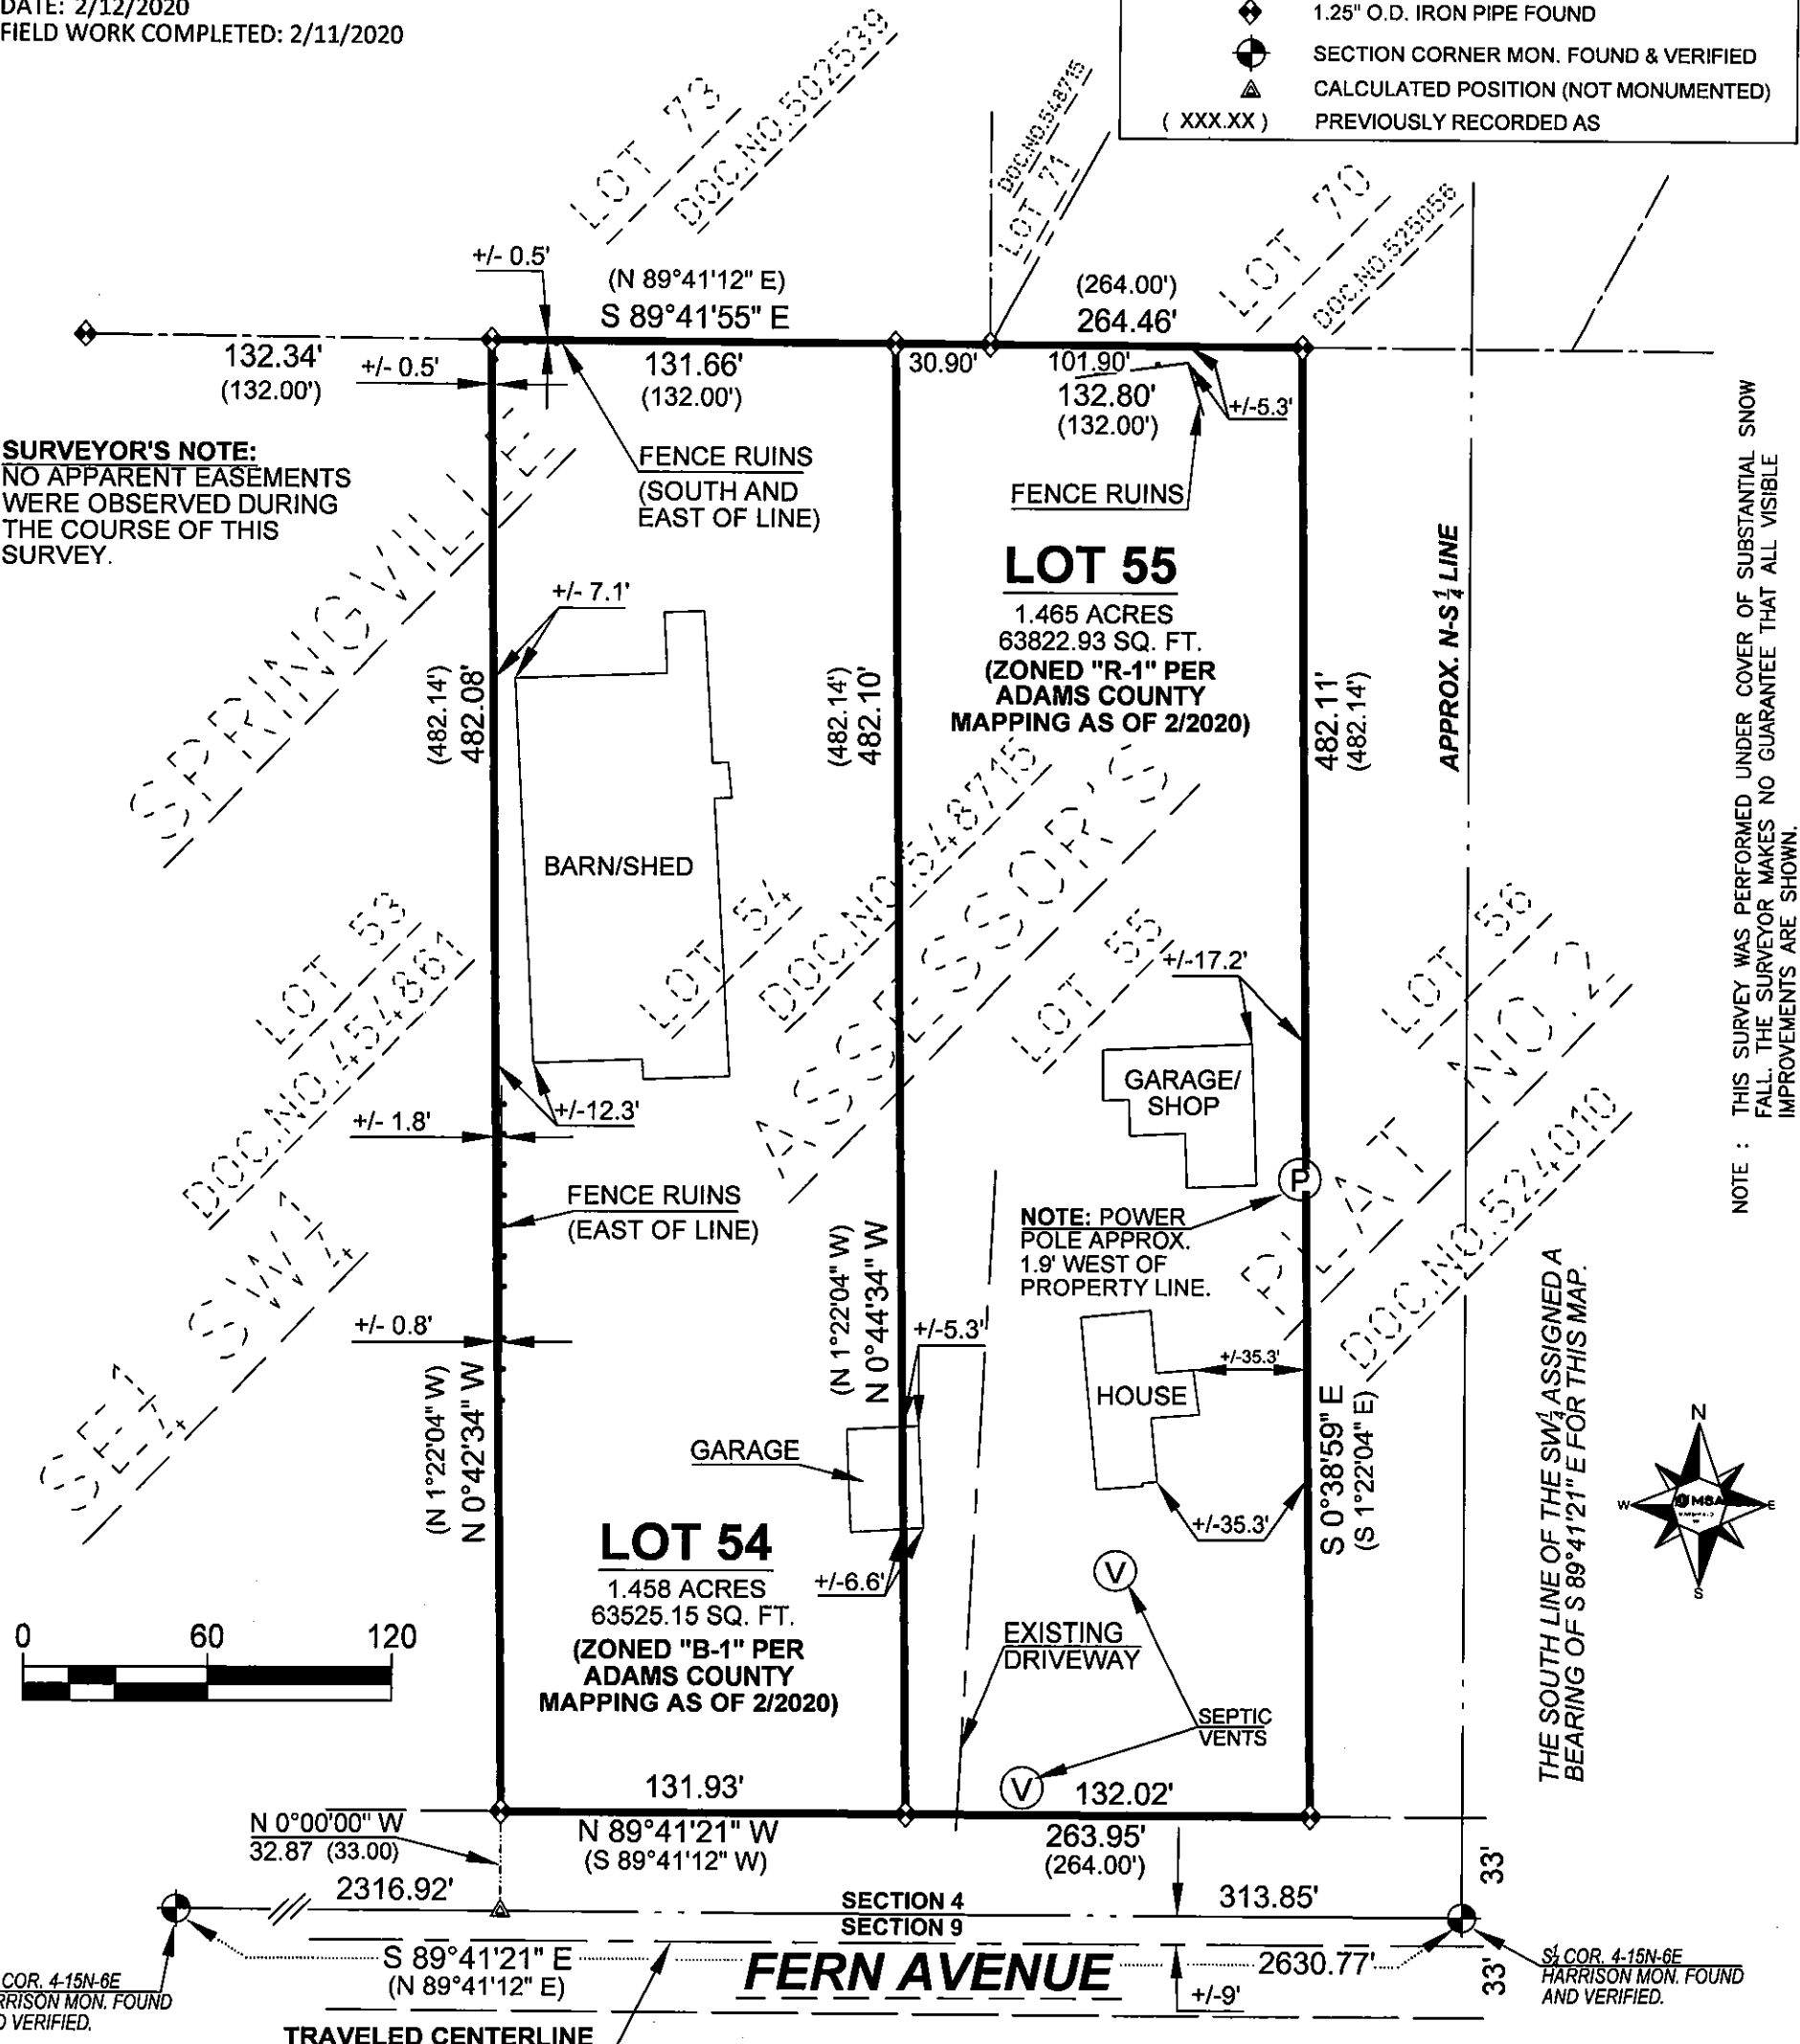 DATE: 2/12/2020
FIELD WORK COMPLETED: 2/11/2020
1.25" O.D. IRON PIPE FOUND
SECTION CORNER MON. FOUND & VERIFIED
CALCULATED POSITION (NOT MONUMENTED)
( XXX.XX ) PREVIOUSLY RECORDED AS
LOT 73
DOC.NO.502539
DOC.NO.548715
LOT 71
LOT 70
DOC.NO.525056
+/- 0.5'
(N 89°41'12" E)
S 89°41'55" E
(264.00')
264.46'
132.34'
(132.00')
+/- 0.5'
131.66'
(132.00')
30.90'
101.90'
132.80'
(132.00')
+/-5.3'
SURVEYOR'S NOTE:
NO APPARENT EASEMENTS
WERE OBSERVED DURING
THE COURSE OF THIS
SURVEY.
FENCE RUINS
(SOUTH AND
EAST OF LINE)
FENCE RUINS
LOT 55
1.465 ACRES
63822.93 SQ. FT.
(ZONED "R-1" PER
ADAMS COUNTY
MAPPING AS OF 2/2020)
+/- 7.1'
(482.14')
482.08'
(482.14')
482.10'
482.11'
(482.14')
APPROX. N-S 1/4 LINE
NOTE : THIS SURVEY WAS PERFORMED UNDER COVER OF SUBSTANTIAL SNOW
FALL. THE SURVEYOR MAKES NO GUARANTEE THAT ALL VISIBLE
IMPROVEMENTS ARE SHOWN.
SPRINGVILLE
ASSESSOR'S
PLAT NO. 2
BARN/SHED
LOT 53
DOC.NO.454861
LOT 54
DOC.NO.548715
LOT 55
LOT 56
DOC.NO.524010
SE1/4 SW1/4
+/-17.2'
GARAGE/
SHOP
P
+/-12.3'
+/- 1.8'
FENCE RUINS
(EAST OF LINE)
NOTE: POWER
POLE APPROX.
1.9' WEST OF
PROPERTY LINE.
+/- 0.8'
(N 1°22'04" W)
N 0°42'34" W
(N 1°22'04" W)
N 0°44'34" W
+/-5.3'
+/-35.3'
HOUSE
S 0°38'59" E
(S 1°22'04" E)
GARAGE
+/-35.3'
+/-6.6'
LOT 54
1.458 ACRES
63525.15 SQ. FT.
(ZONED "B-1" PER
ADAMS COUNTY
MAPPING AS OF 2/2020)
V
EXISTING
DRIVEWAY
SEPTIC
VENTS
V
THE SOUTH LINE OF THE SW1/4 ASSIGNED A
BEARING OF S 89°41'21" E FOR THIS MAP.
N
W
MSA
E
S
0 60 120
131.93'
132.02'
N 0°00'00" W
32.87 (33.00)
N 89°41'21" W
(S 89°41'12" W)
263.95'
(264.00')
33'
2316.92'
SECTION 4
SECTION 9
313.85'
S 89°41'21" E
(N 89°41'12" E)
FERN AVENUE
2630.77'
+/-9'
33'
COR. 4-15N-6E
RRISON MON. FOUND
D VERIFIED.
S1/4 COR. 4-15N-6E
HARRISON MON. FOUND
AND VERIFIED.
TRAVELED CENTERLINE